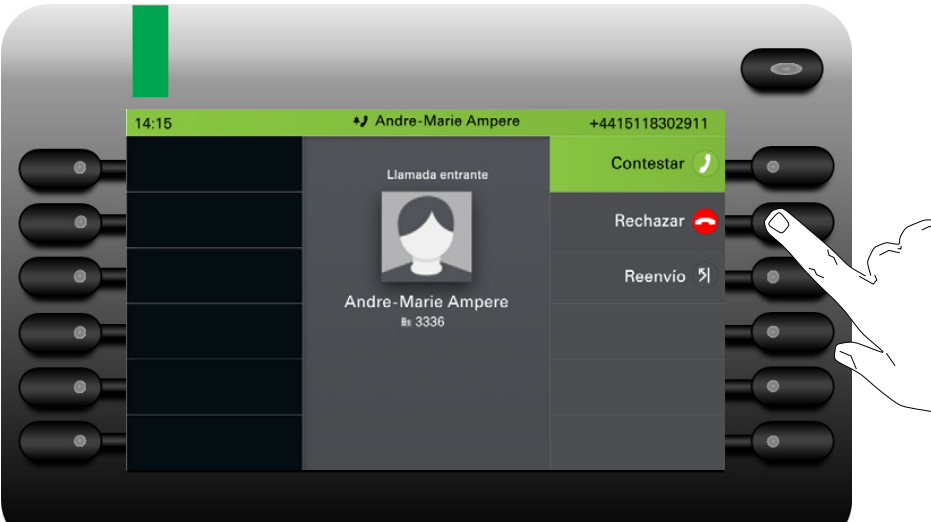 14:15 Andre-Marie Ampere +4415118302911
Llamada entrante
Contestar
Rechazar
Reenvío
Andre-Marie Ampere
3336